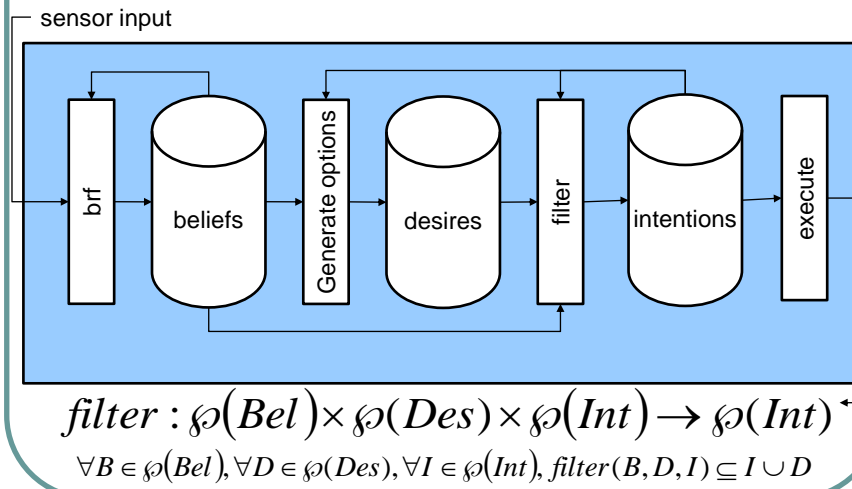 sensor input
brf
beliefs
Generate options
desires
filter
intentions
execute
filter : ℘(Bel) × ℘(Des) × ℘(Int) → ℘(Int)
∀B ∈ ℘(Bel), ∀D ∈ ℘(Des), ∀I ∈ ℘(Int), filter(B, D, I) ⊆ I ∪ D